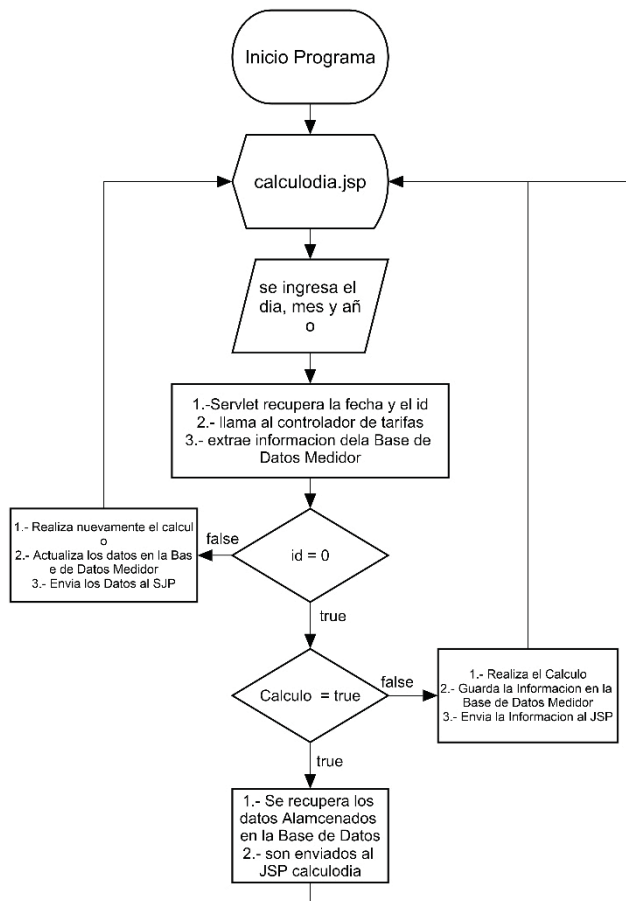 Inicio Programa
calculodia.jsp
se ingresa el
dia, mes y añ
o
1.-Servlet recupera la fecha y el id
2.- llama al controlador de tarifas
3.- extrae informacion dela Base de
Datos Medidor
id = 0
false
1.- Realiza nuevamente el calcul
o
2.- Actualiza los datos en la Bas
e de Datos Medidor
3.- Envia los Datos al SJP
true
Calculo = true
false
1.- Realiza el Calculo
2.- Guarda la Informacion en la
Base de Datos Medidor
3.- Envia la Informacion al JSP
true
1.- Se recupera los
datos Alamcenados
en la Base de Datos
2.- son enviados al
JSP calculodia